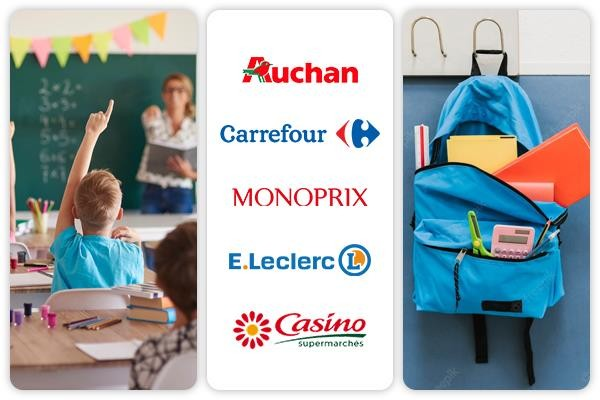 Auchan
Carrefour
MONOPRIX
E.Leclerc L
Casino
supermarchés